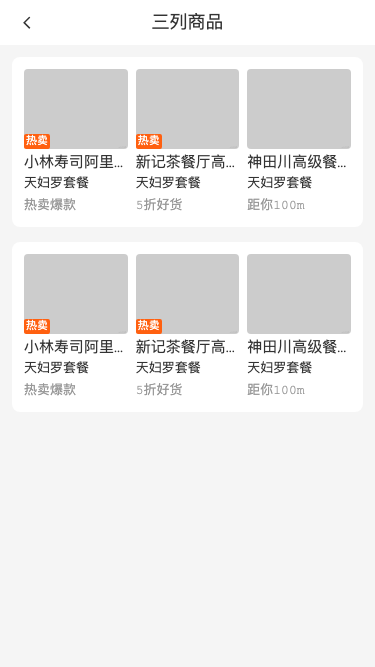 三列商品
热卖
热卖
小林寿司阿里...
新记茶餐厅高...
神田川高级餐...
天妇罗套餐
天妇罗套餐
天妇罗套餐
热卖爆款
5折好货
距你100m
热卖
热卖
小林寿司阿里...
新记茶餐厅高...
神田川高级餐...
天妇罗套餐
天妇罗套餐
天妇罗套餐
热卖爆款
5折好货
距你100m